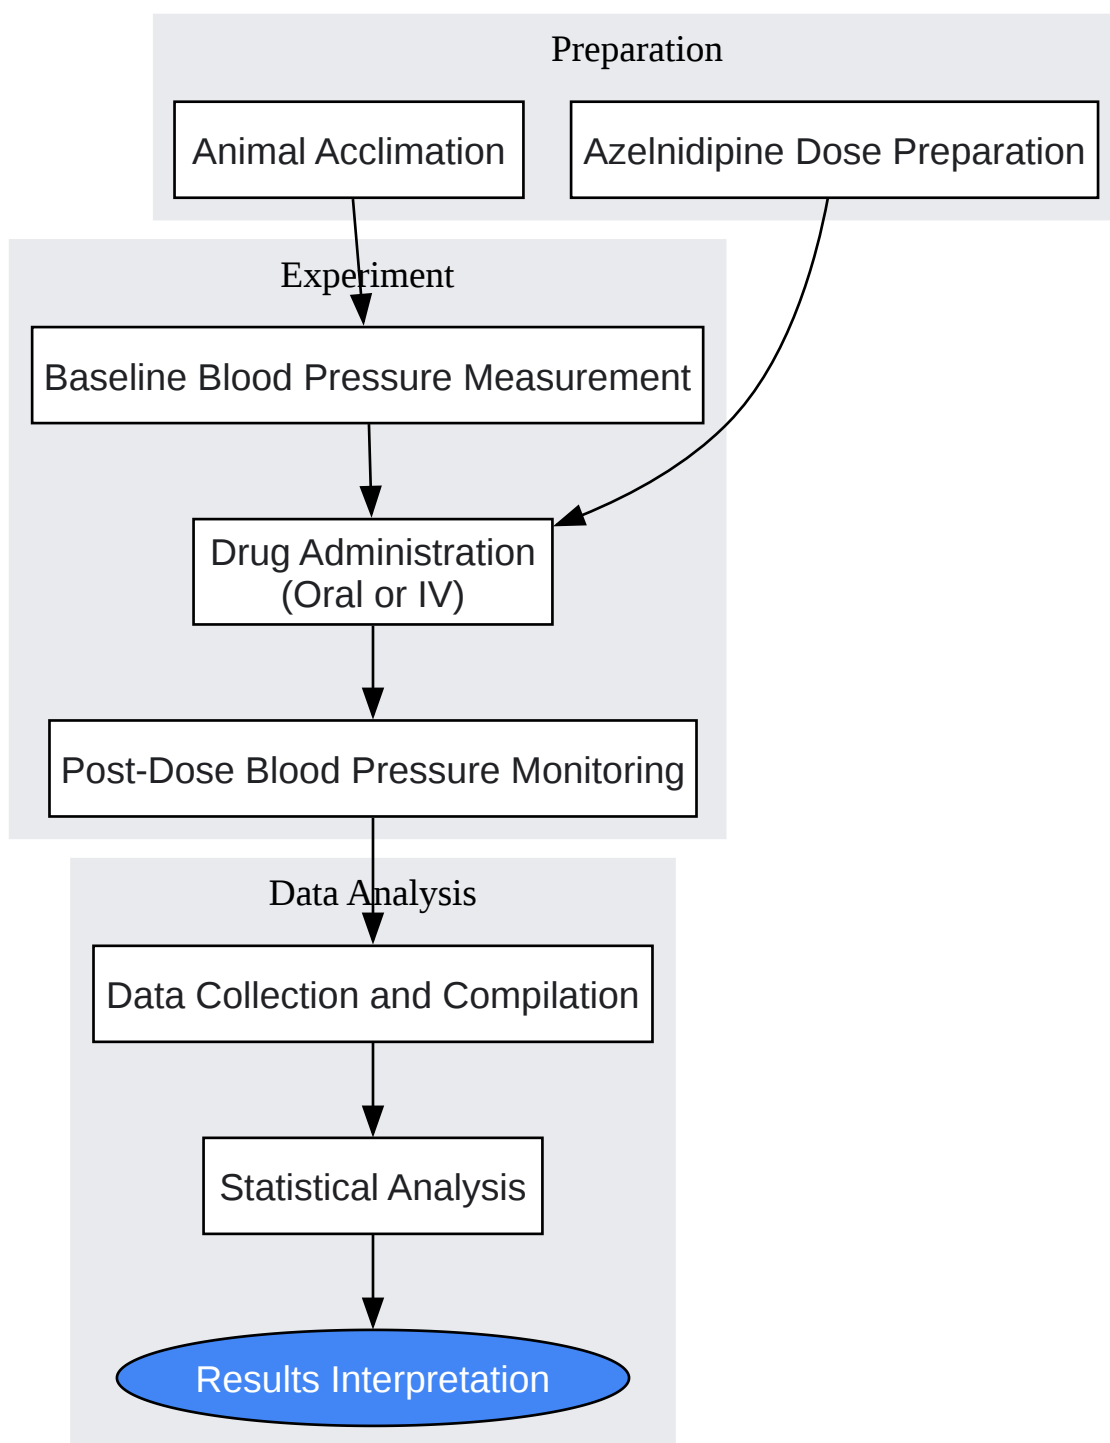 Preparation
Animal Acclimation
Azelnidipine Dose Preparation
Experiment
Baseline Blood Pressure Measurement
Drug Administration
(Oral or IV)
Post-Dose Blood Pressure Monitoring
Data Analysis
Data Collection and Compilation
Statistical Analysis
Results Interpretation